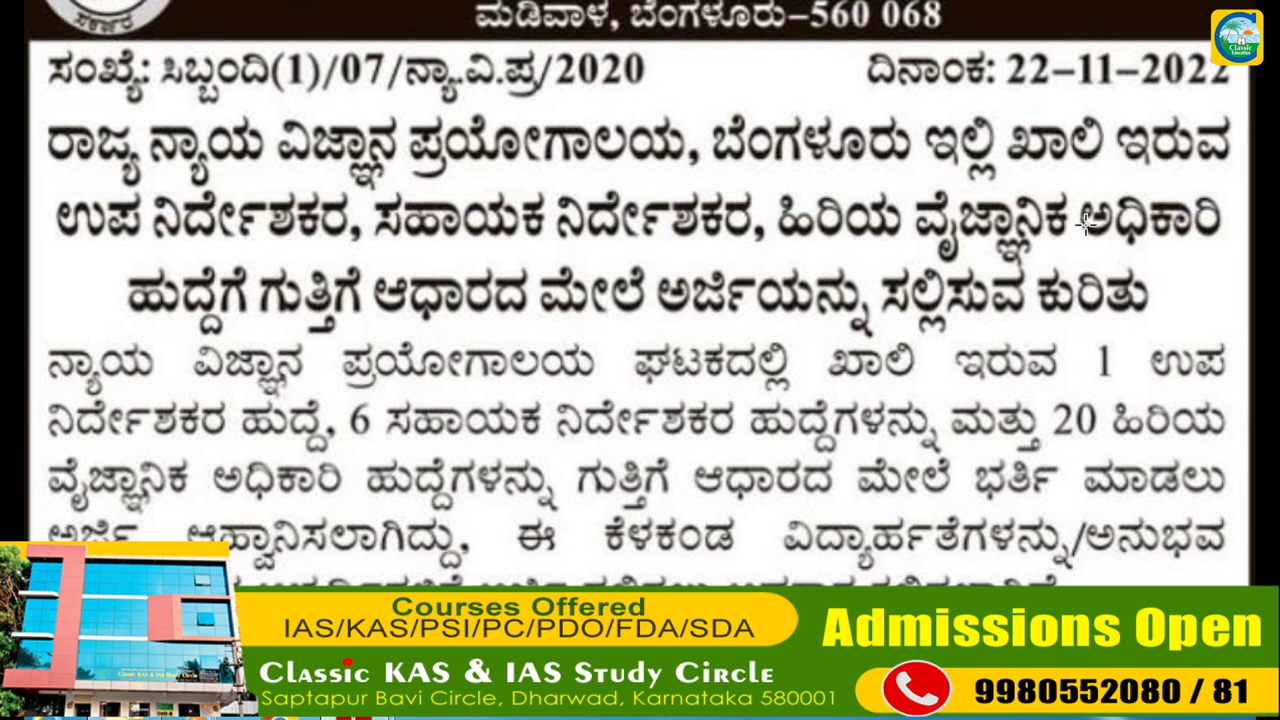 ಸರ್ಕಾರ
ಮಡಿವಾಳ, ಬೆಂಗಳೂರು–560 068
Classic
Education
ಸಂಖ್ಯೆ: ಸಿಬ್ಬಂದಿ(1)/07/ನ್ಯಾ.ವಿ.ಪ್ರ/2020 ದಿನಾಂಕ: 22–11–2022
ರಾಜ್ಯ ನ್ಯಾಯ ವಿಜ್ಞಾನ ಪ್ರಯೋಗಾಲಯ, ಬೆಂಗಳೂರು ಇಲ್ಲಿ ಖಾಲಿ ಇರುವ
ಉಪ ನಿರ್ದೇಶಕರ, ಸಹಾಯಕ ನಿರ್ದೇಶಕರ, ಹಿರಿಯ ವೈಜ್ಞಾನಿಕ ಅಧಿಕಾರಿ
ಹುದ್ದೆಗೆ ಗುತ್ತಿಗೆ ಆಧಾರದ ಮೇಲೆ ಅರ್ಜಿಯನ್ನು ಸಲ್ಲಿಸುವ ಕುರಿತು
ನ್ಯಾಯ ವಿಜ್ಞಾನ ಪ್ರಯೋಗಾಲಯ ಘಟಕದಲ್ಲಿ ಖಾಲಿ ಇರುವ 1 ಉಪ
ನಿರ್ದೇಶಕರ ಹುದ್ದೆ, 6 ಸಹಾಯಕ ನಿರ್ದೇಶಕರ ಹುದ್ದೆಗಳನ್ನು ಮತ್ತು 20 ಹಿರಿಯ
ವೈಜ್ಞಾನಿಕ ಅಧಿಕಾರಿ ಹುದ್ದೆಗಳನ್ನು ಗುತ್ತಿಗೆ ಆಧಾರದ ಮೇಲೆ ಭರ್ತಿ ಮಾಡಲು
ಅರ್ಜಿ ಆಹ್ವಾನಿಸಲಾಗಿದ್ದು, ಈ ಕೆಳಕಂಡ ವಿದ್ಯಾರ್ಹತೆಗಳನ್ನು/ಅನುಭವ
Courses Offered
IAS/KAS/PSI/PC/PDO/FDA/SDA
Classic KAS & IAS Study Circle
Saptapur Bavi Circle, Dharwad, Karnataka 580001
Admissions Open
9980552080 / 81